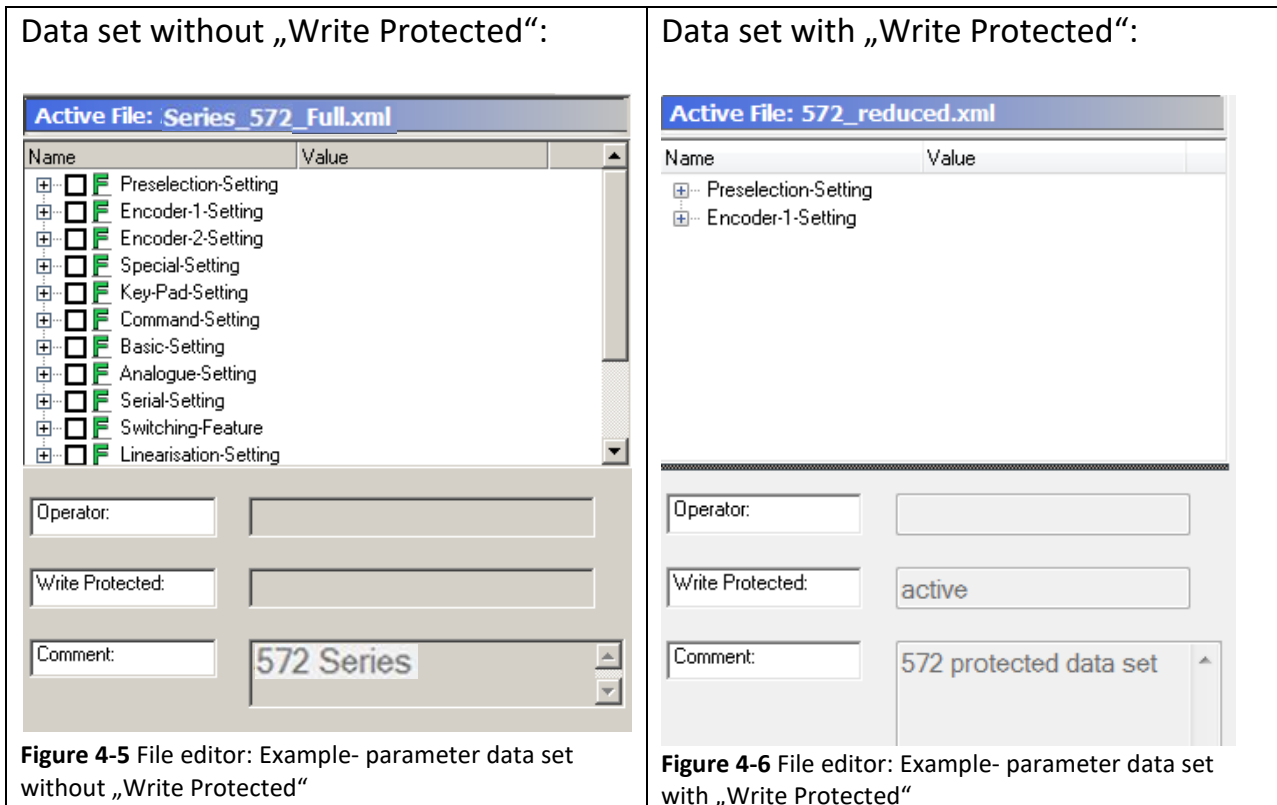 Data set without „Write Protected“:
Active File: Series_572_Full.xml
Name Value
Preselection-Setting
Encoder-1-Setting
Encoder-2-Setting
Special-Setting
Key-Pad-Setting
Command-Setting
Basic-Setting
Analogue-Setting
Serial-Setting
Switching-Feature
Linearisation-Setting
Operator:
Write Protected:
Comment: 572 Series
Figure 4-5 File editor: Example- parameter data set
without „Write Protected“
Data set with „Write Protected“:
Active File: 572_reduced.xml
Name Value
Preselection-Setting
Encoder-1-Setting
Operator:
Write Protected: active
Comment: 572 protected data set
Figure 4-6 File editor: Example- parameter data set
with „Write Protected“